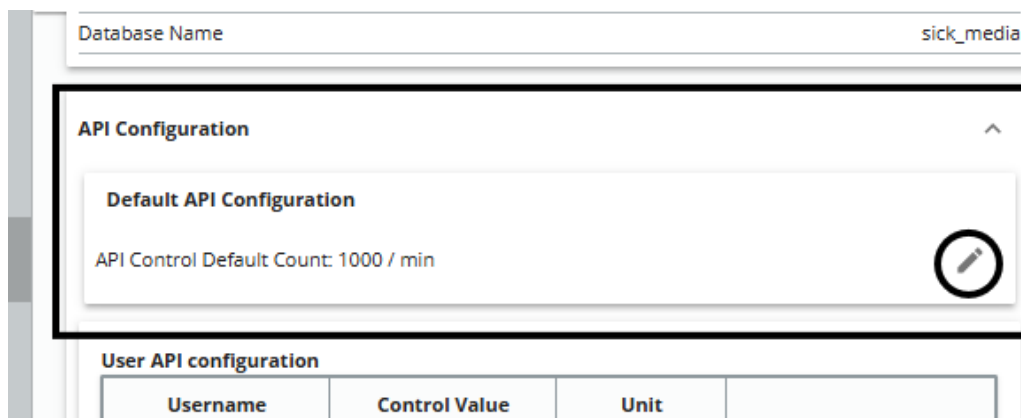 Database Name sick_media
API Configuration
Default API Configuration
API Control Default Count: 1000 / min
User API configuration
Username Control Value Unit